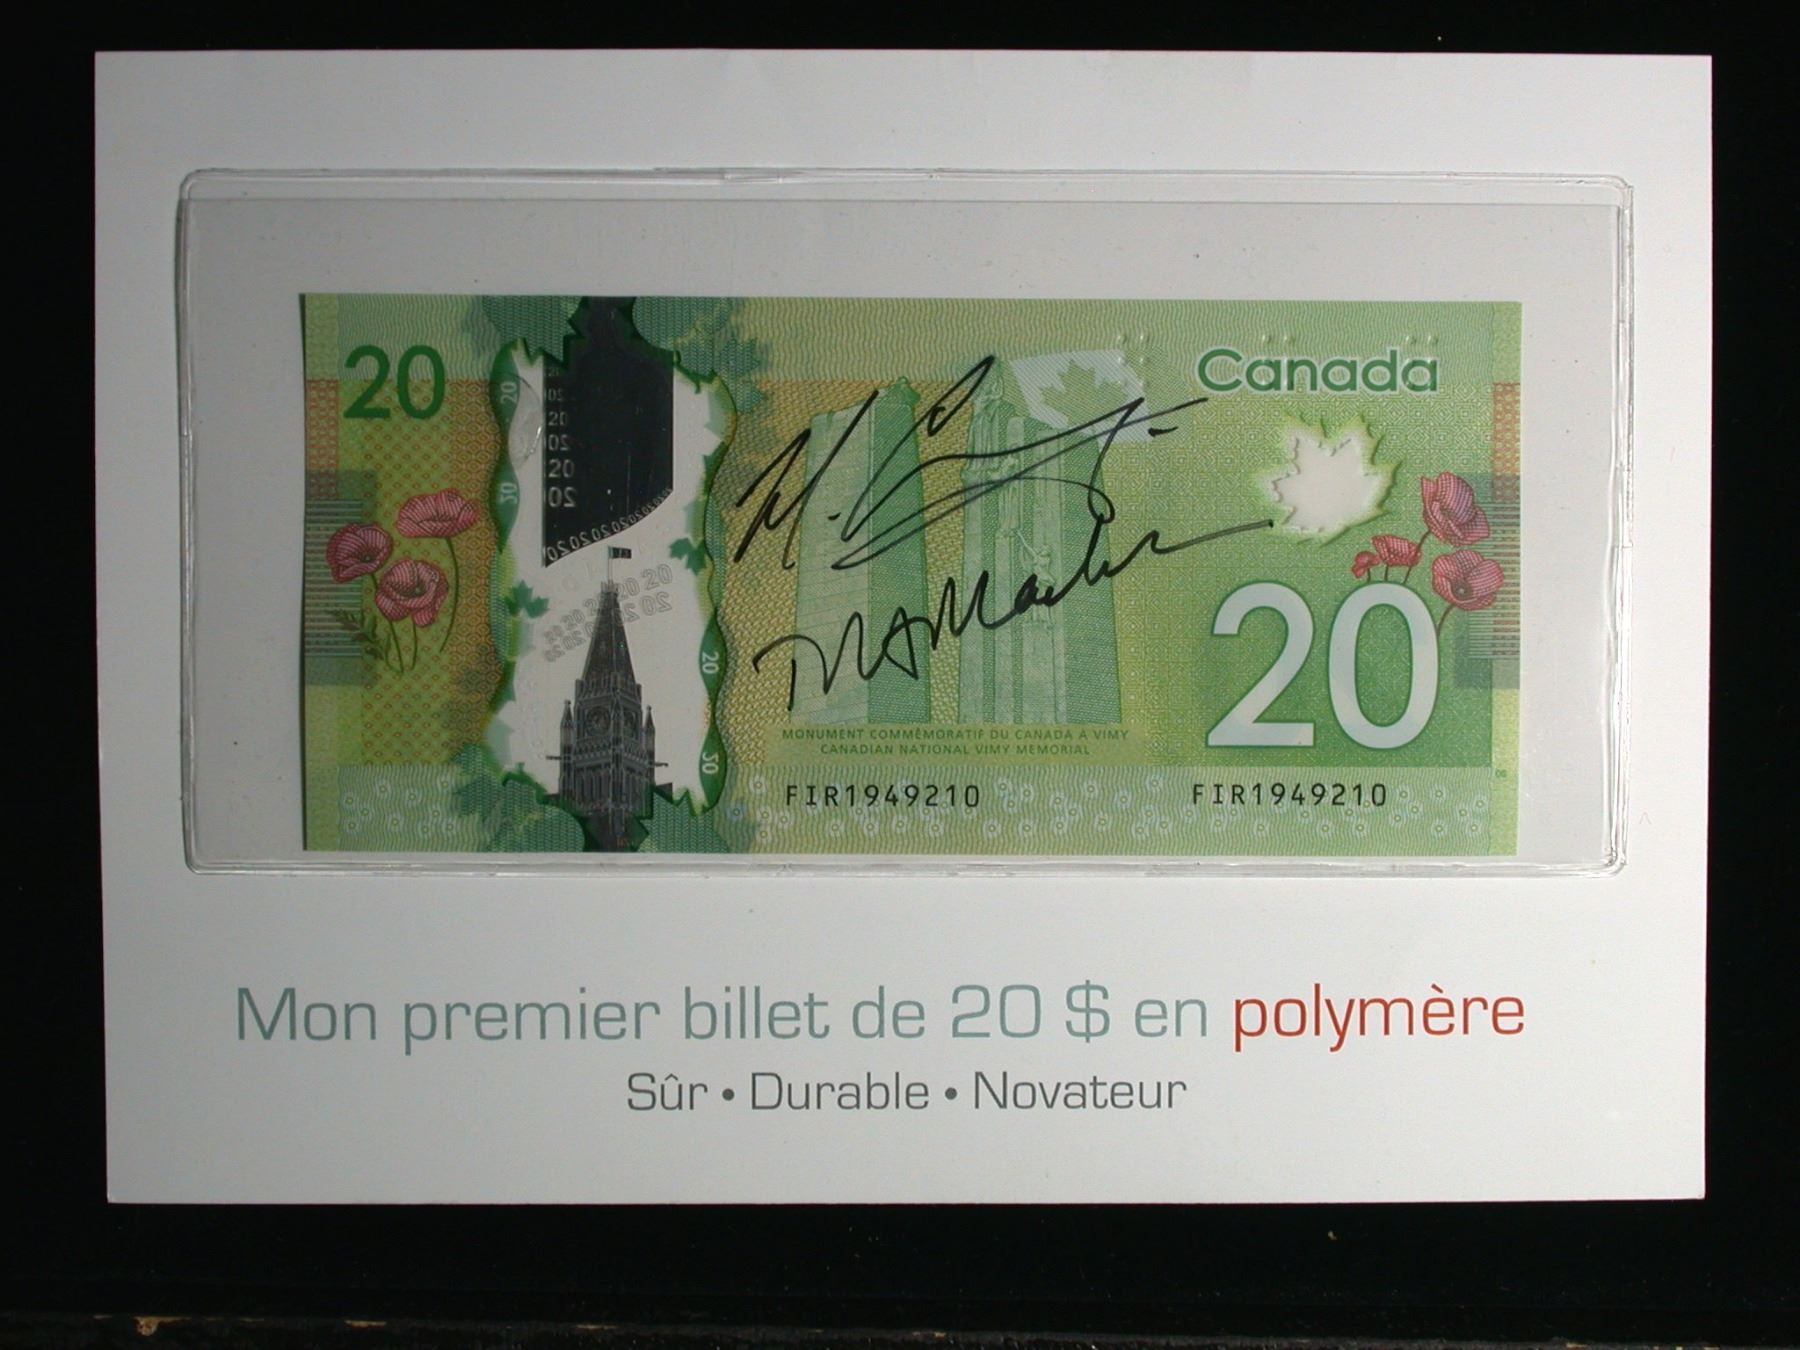 20
Canada
20
MONUMENT COMMÉMORATIF DU CANADA À VIMY
CANADIAN NATIONAL VIMY MEMORIAL
FIR1949210 FIR1949210
Mon premier billet de 20 $ en polymère
Sûr • Durable • Novateur